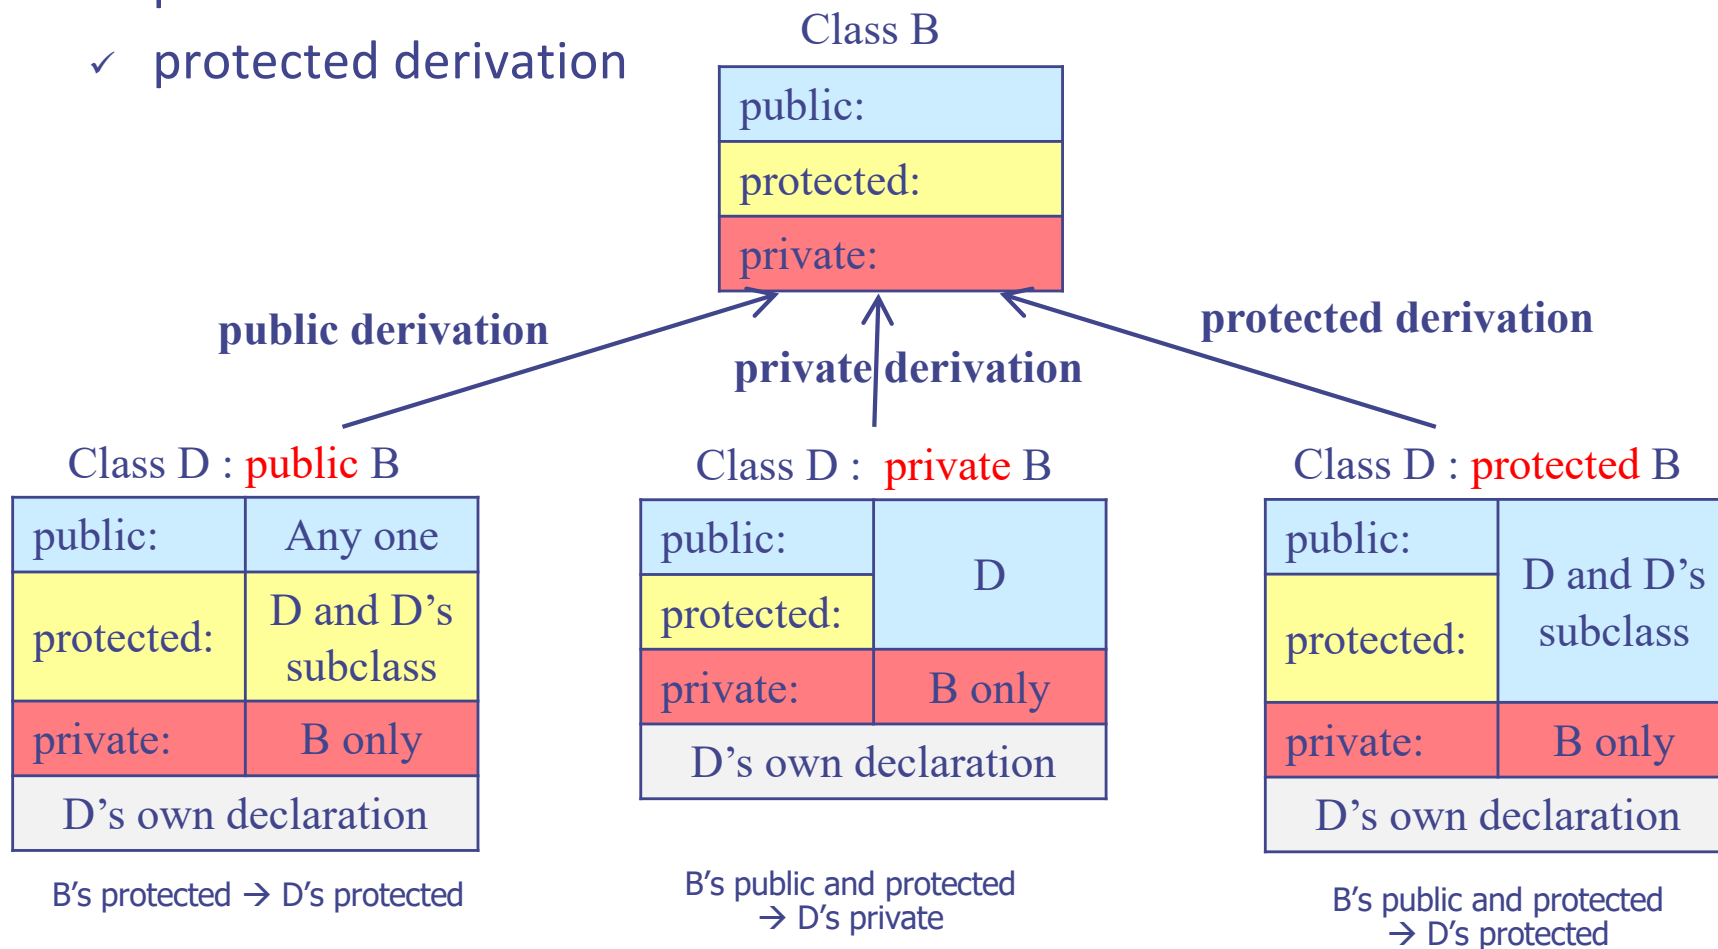 ✓ protected derivation
Class B
public:
protected:
private:
public derivation
private derivation
protected derivation
Class D : public B
public: Any one
protected: D and D's
subclass
private: B only
D's own declaration
B's protected → D's protected
Class D : private B
public:
D
protected:
private: B only
D's own declaration
B's public and protected
→ D's private
Class D : protected B
public:
D and D's
subclass
protected:
private: B only
D's own declaration
B's public and protected
→ D's protected